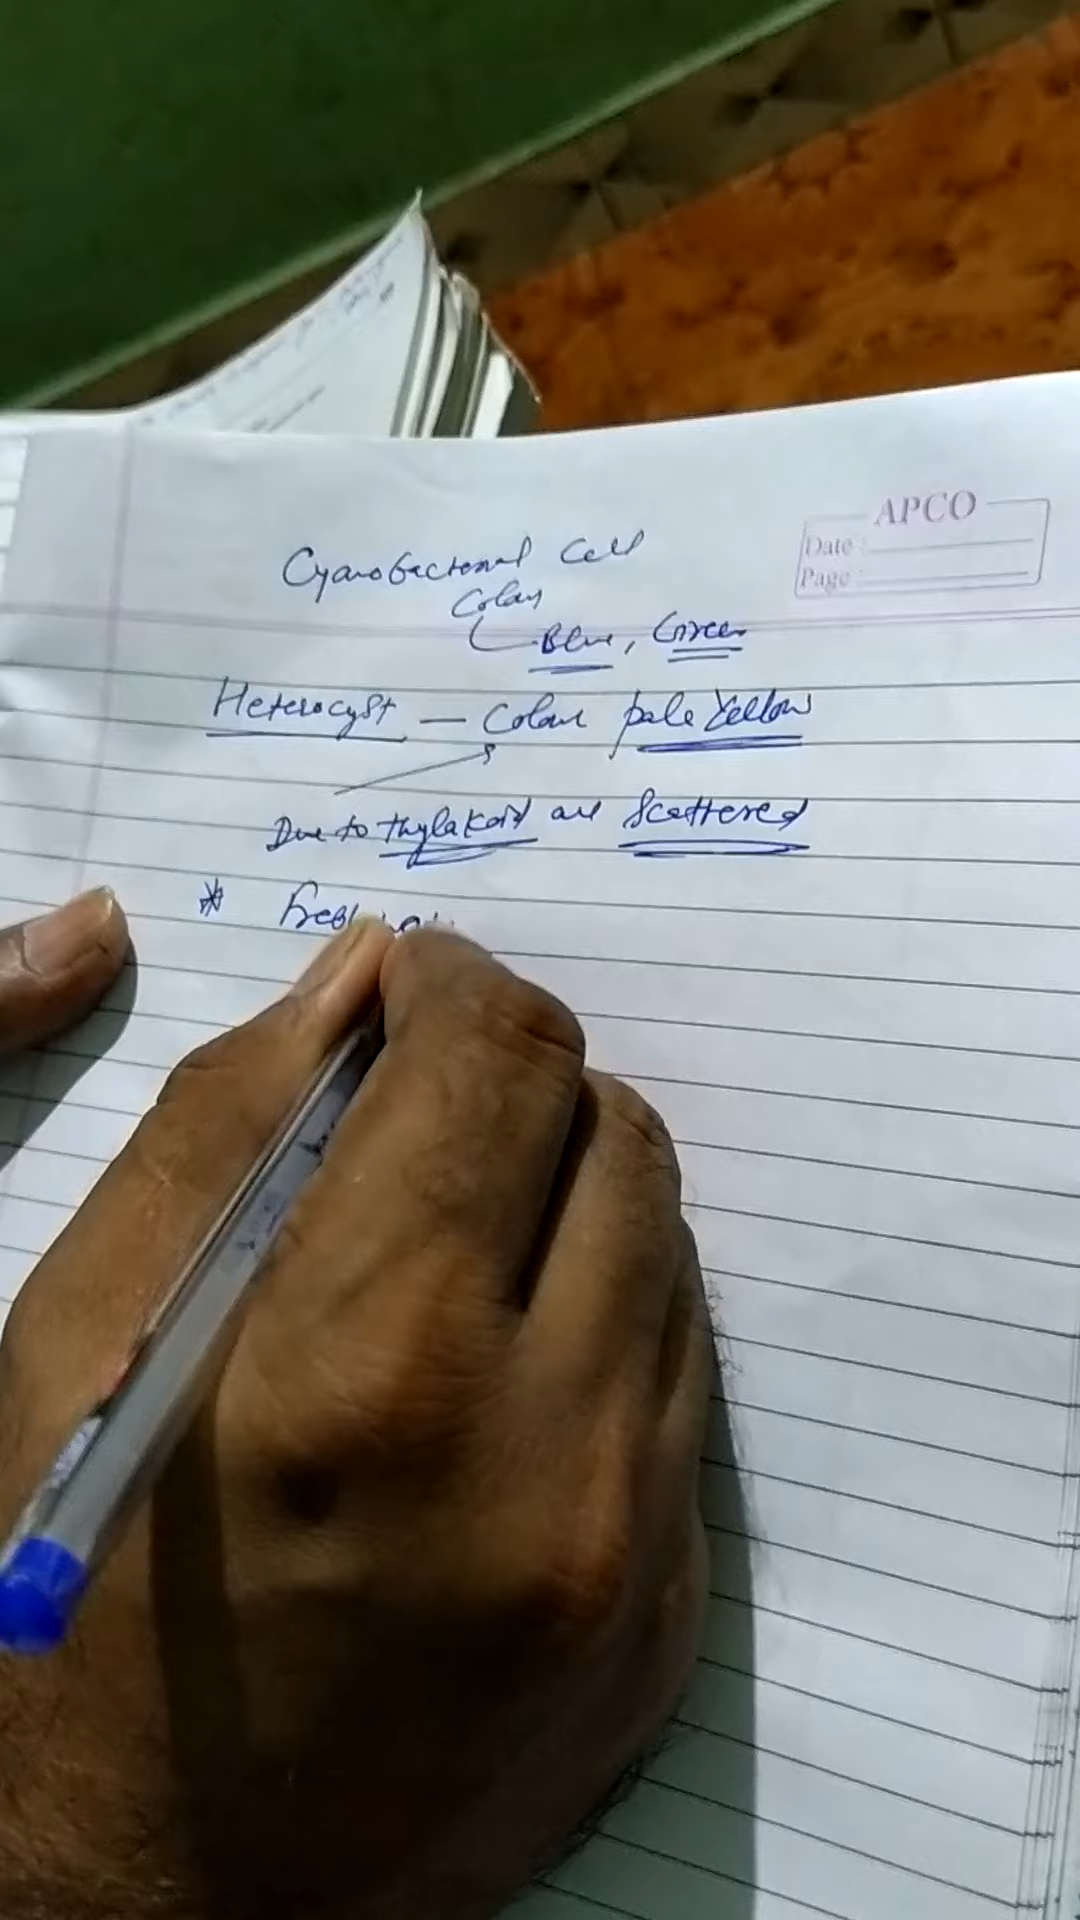 APCO
Date :
Page :
Cyanobacterial Cell
Colour
Blue, Green
Heterocyst — Colour pale Yellow
Due to thylakoid are Scattered
*